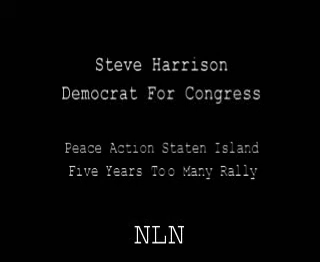 Steve Harrison
Democrat For Congress
Peace Action Staten Island
Five Years Too Many Rally
NLN